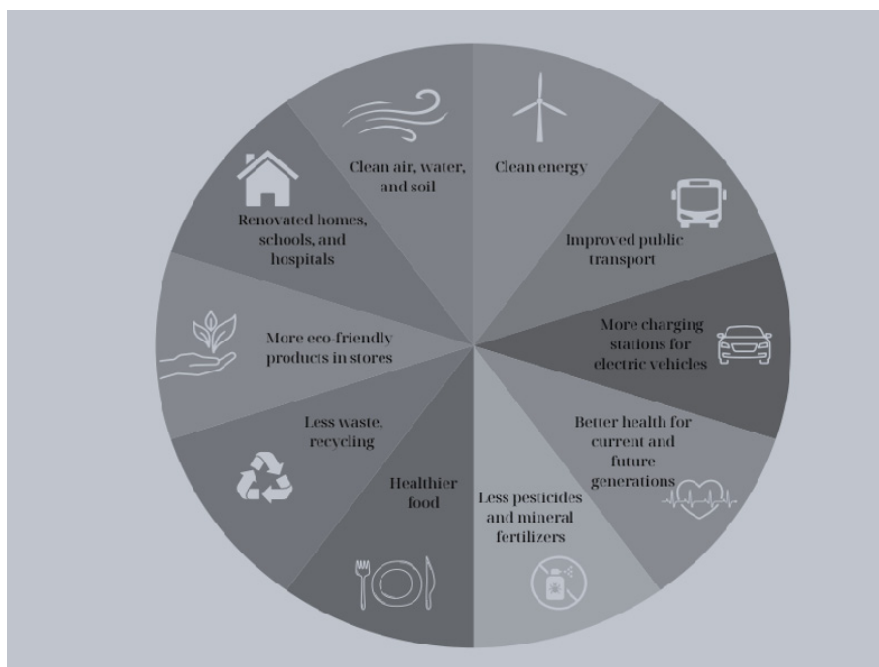 Clean air, water,
and soil
Clean energy
Improved public
transport
More charging
stations for
electric vehicles
Better health for
current and
future
generations
Less pesticides
and mineral
fertilizers
Healthier
food
Less waste,
recycling
More eco-friendly
products in stores
Renovated homes,
schools, and
hospitals